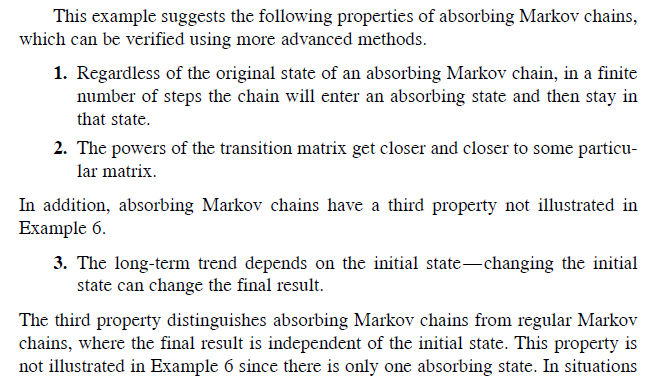 This example suggests the following properties of absorbing Markov chains,
which can be verified using more advanced methods.
1. Regardless of the original state of an absorbing Markov chain, in a finite
number of steps the chain will enter an absorbing state and then stay in
that state.
2. The powers of the transition matrix get closer and closer to some particu-
lar matrix.
In addition, absorbing Markov chains have a third property not illustrated in
Example 6.
3. The long-term trend depends on the initial state—changing the initial
state can change the final result.
The third property distinguishes absorbing Markov chains from regular Markov
chains, where the final result is independent of the initial state. This property is
not illustrated in Example 6 since there is only one absorbing state. In situations